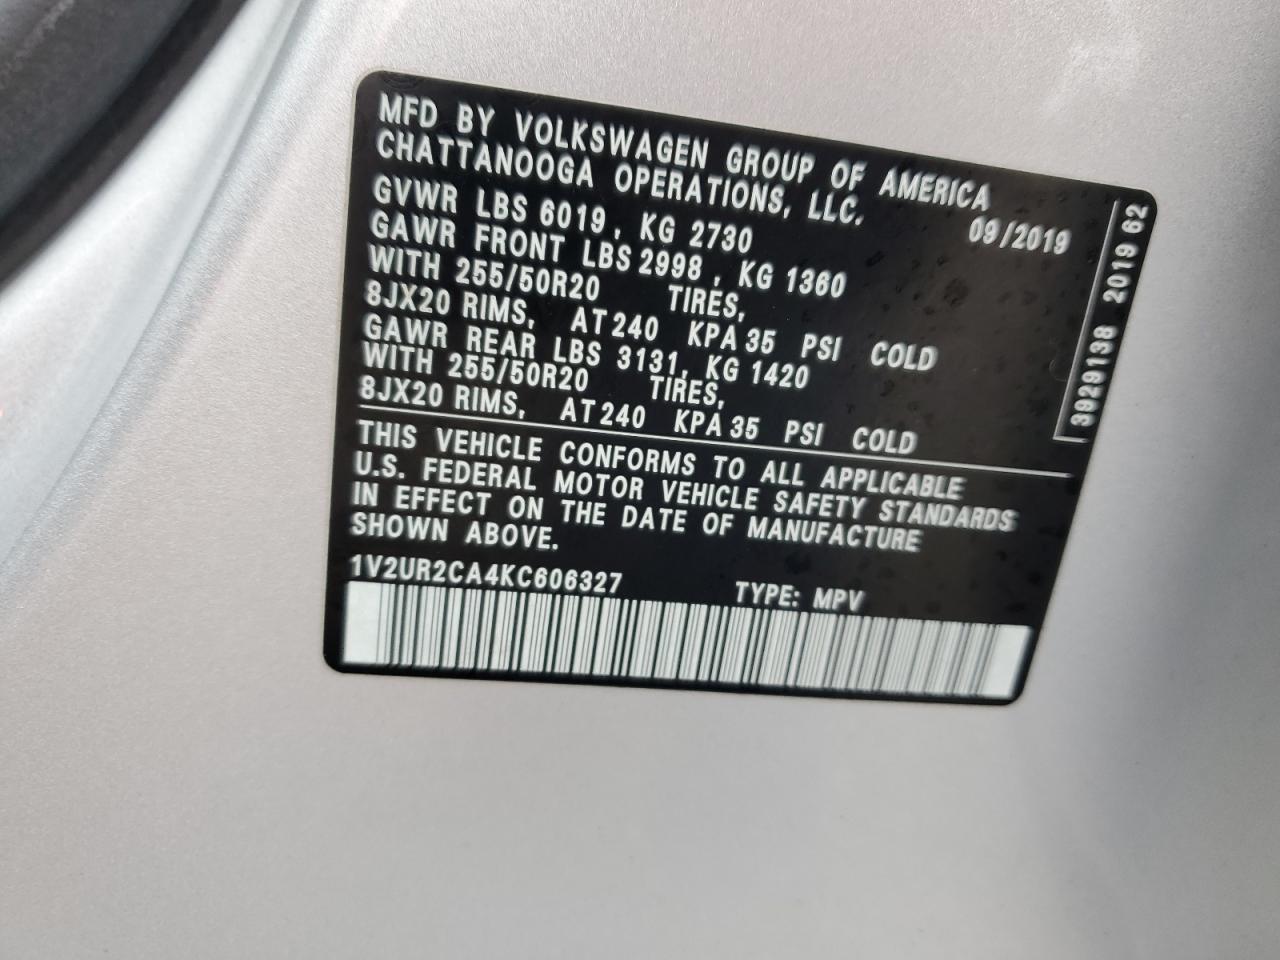 MFD BY VOLKSWAGEN GROUP OF AMERICA
CHATTANOOGA OPERATIONS, LLC.
09/2019
GVWR LBS 6019, KG 2730
GAWR FRONT LBS 2998, KG 1360
WITH 255/50R20 TIRES,
8JX20 RIMS, AT 240 KPA 35 PSI COLD
GAWR REAR LBS 3131, KG 1420
WITH 255/50R20 TIRES,
8JX20 RIMS, AT 240 KPA 35 PSI COLD
THIS VEHICLE CONFORMS TO ALL APPLICABLE
U.S. FEDERAL MOTOR VEHICLE SAFETY STANDARDS
IN EFFECT ON THE DATE OF MANUFACTURE
SHOWN ABOVE.
1V2UR2CA4KC606327 TYPE: MPV
3929138 2019 62